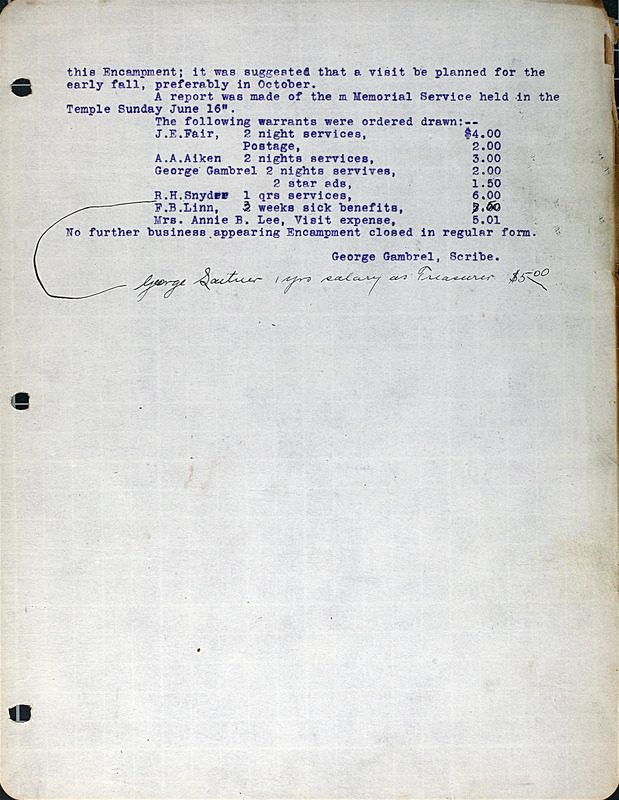 this Encampment; it was suggested that a visit be planned for the
early fall, preferably in October.
A report was made of the m Memorial Service held in the
Temple Sunday June 16".
The following warrants were ordered drawn:--
J.E.Fair, 2 night services, $4.00
Postage, 2.00
A.A.Aiken 2 nights services, 3.00
George Gambrel 2 nights servives, 2.00
2 star ads, 1.50
R.H.Snyder 1 qrs services, 6.00
F.B.Linn, weeks sick benefits,
Mrs. Annie B. Lee, Visit expense, 5.01
No further business appearing Encampment closed in regular form.
George Gambrel, Scribe.
George 1 yrs salary as Treasurer $5.00